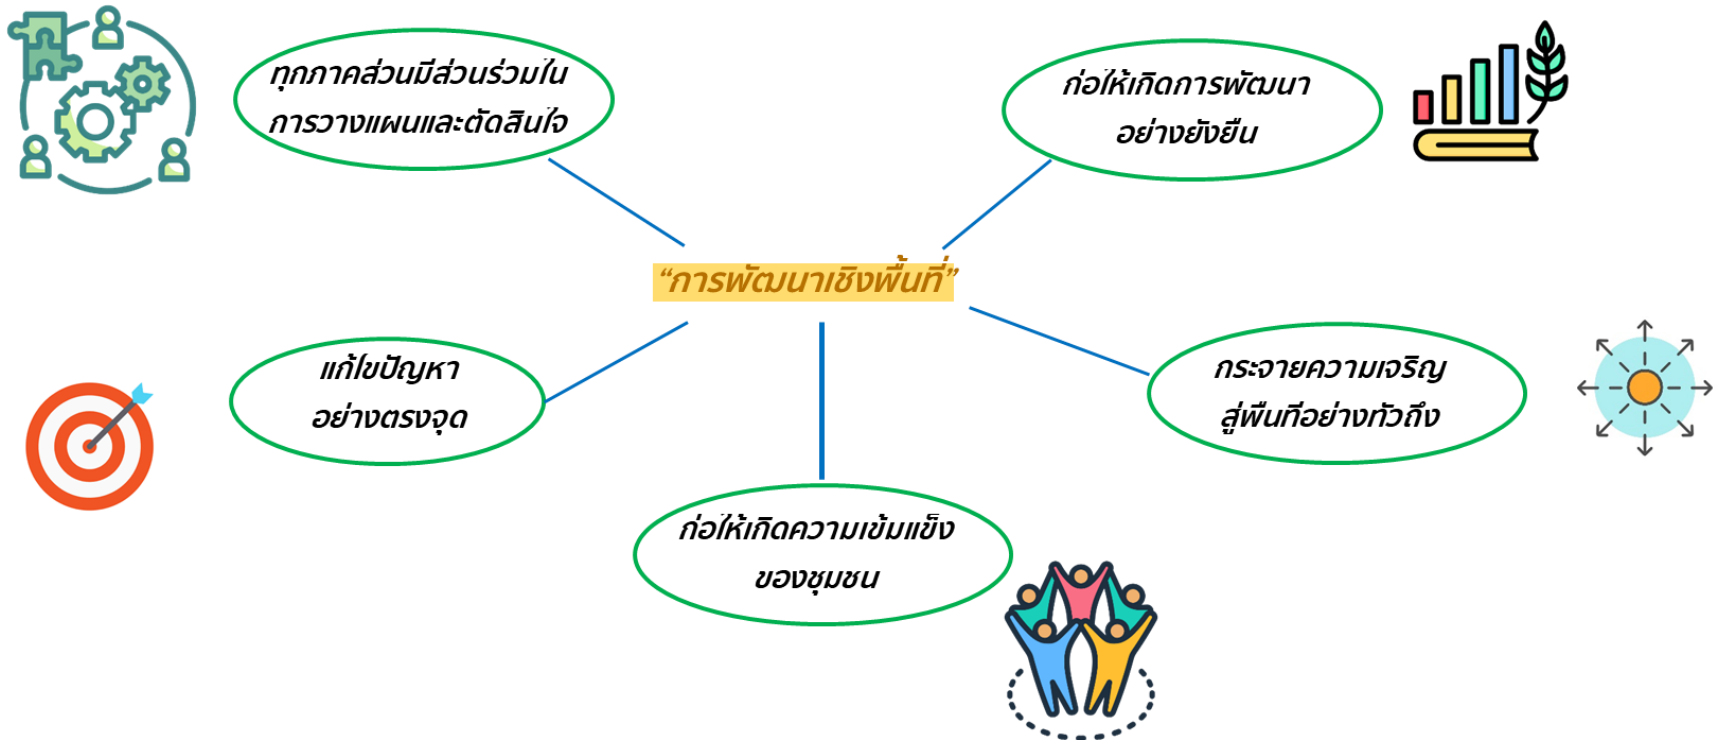 ทุกภาคส่วนมีส่วนร่วมใน
การวางแผนและตัดสินใจ
ก่อให้เกิดการพัฒนา
อย่างยั่งยืน
“การพัฒนาเชิงพื้นที่”
แก้ไขปัญหา
อย่างตรงจุด
กระจายความเจริญ
สู่พื้นที่อย่างทั่วถึง
ก่อให้เกิดความเข้มแข็ง
ของชุมชน